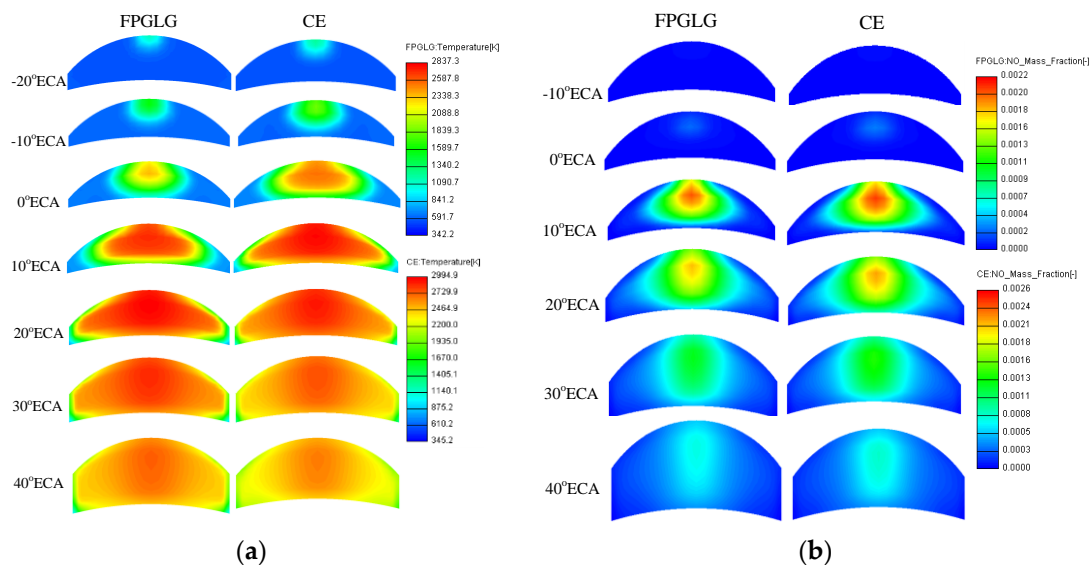 FPGLG CE
-20°ECA
-10°ECA
0°ECA
10°ECA
20°ECA
30°ECA
40°ECA
FPGLG:Temperature[K]
2837.3
2587.8
2338.3
2088.8
1839.3
1589.7
1340.2
1090.7
841.2
591.7
342.2
CE:Temperature[K]
2994.9
2729.9
2464.9
2200.0
1935.0
1670.0
1405.1
1140.1
875.2
610.2
345.2
(a)
FPGLG CE
-10°ECA
0°ECA
10°ECA
20°ECA
30°ECA
40°ECA
FPGLG:NO_Mass_Fraction[-]
0.0022
0.0020
0.0018
0.0016
0.0013
0.0011
0.0009
0.0007
0.0004
0.0002
0.0000
CE:NO_Mass_Fraction[-]
0.0026
0.0024
0.0021
0.0018
0.0016
0.0013
0.0010
0.0008
0.0005
0.0003
0.0000
(b)